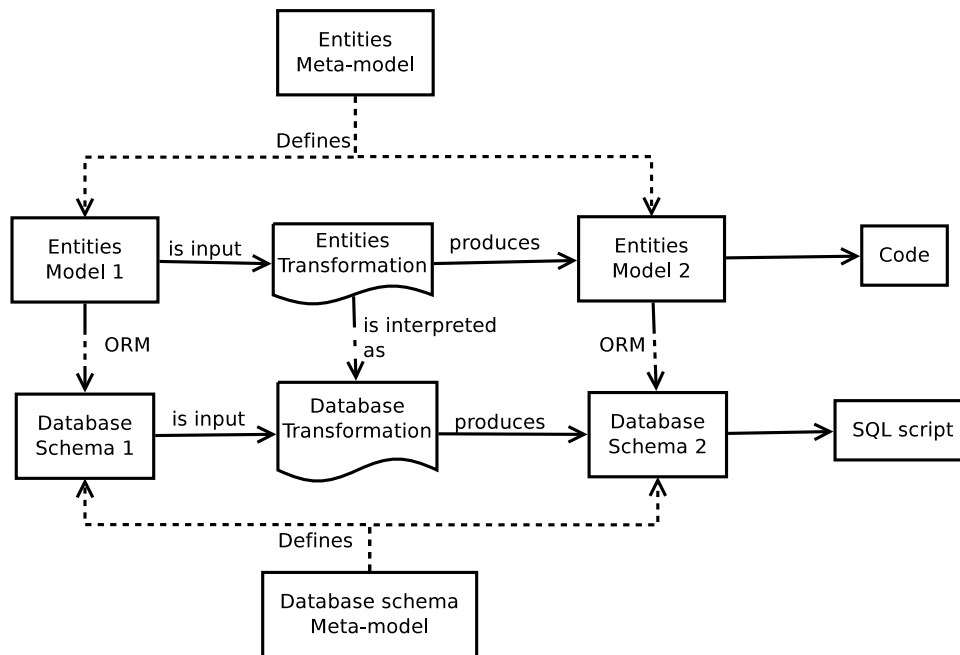 Entities
Meta-model
Defines
Entities
Model 1
is input
Entities
Transformation
produces
Entities
Model 2
Code
ORM
is interpreted
as
ORM
Database
Schema 1
is input
Database
Transformation
produces
Database
Schema 2
SQL script
Defines
Database schema
Meta-model